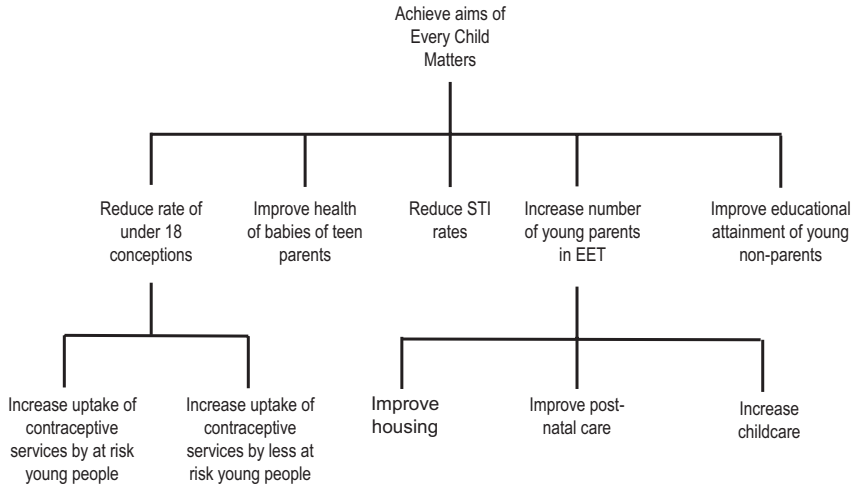 Achieve aims of
Every Child
Matters
Reduce rate of
under 18
conceptions
Improve health
of babies of teen
parents
Reduce STI
rates
Increase number
of young parents
in EET
Improve educational
attainment of young
non-parents
Increase uptake of
contraceptive
services by at risk
young people
Increase uptake of
contraceptive
services by less at
risk young people
Improve
housing
Improve post-
natal care
Increase
childcare